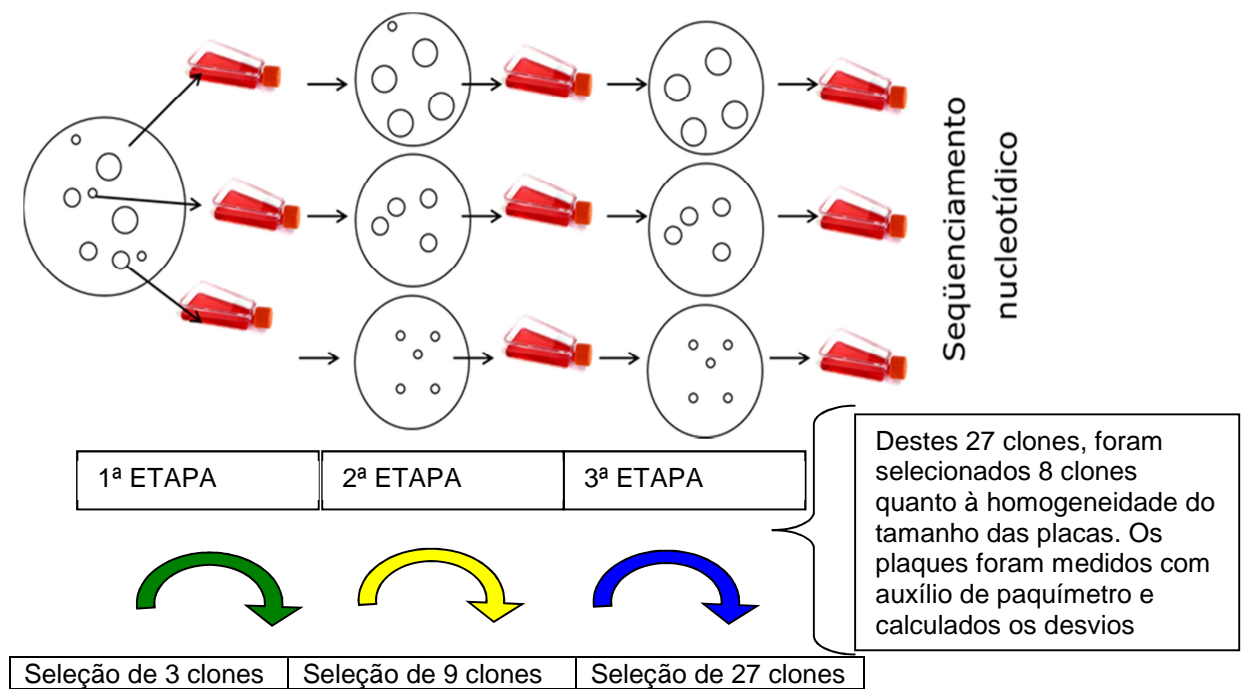 Seqüenciamento
nucleotídico
1ª ETAPA
2ª ETAPA
3ª ETAPA
Destes 27 clones, foram
selecionados 8 clones
quanto à homogeneidade do
tamanho das placas. Os
plaques foram medidos com
auxílio de paquímetro e
calculados os desvios
Seleção de 3 clones
Seleção de 9 clones
Seleção de 27 clones